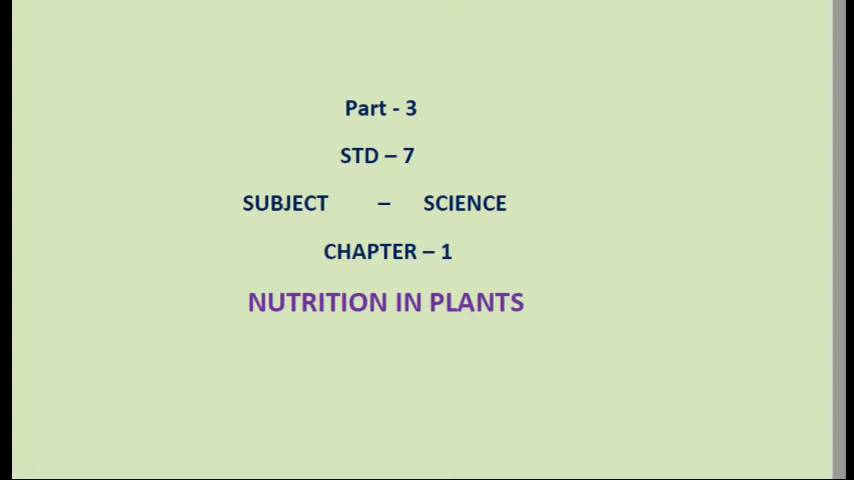 Part - 3
STD – 7
SUBJECT – SCIENCE
CHAPTER – 1
NUTRITION IN PLANTS